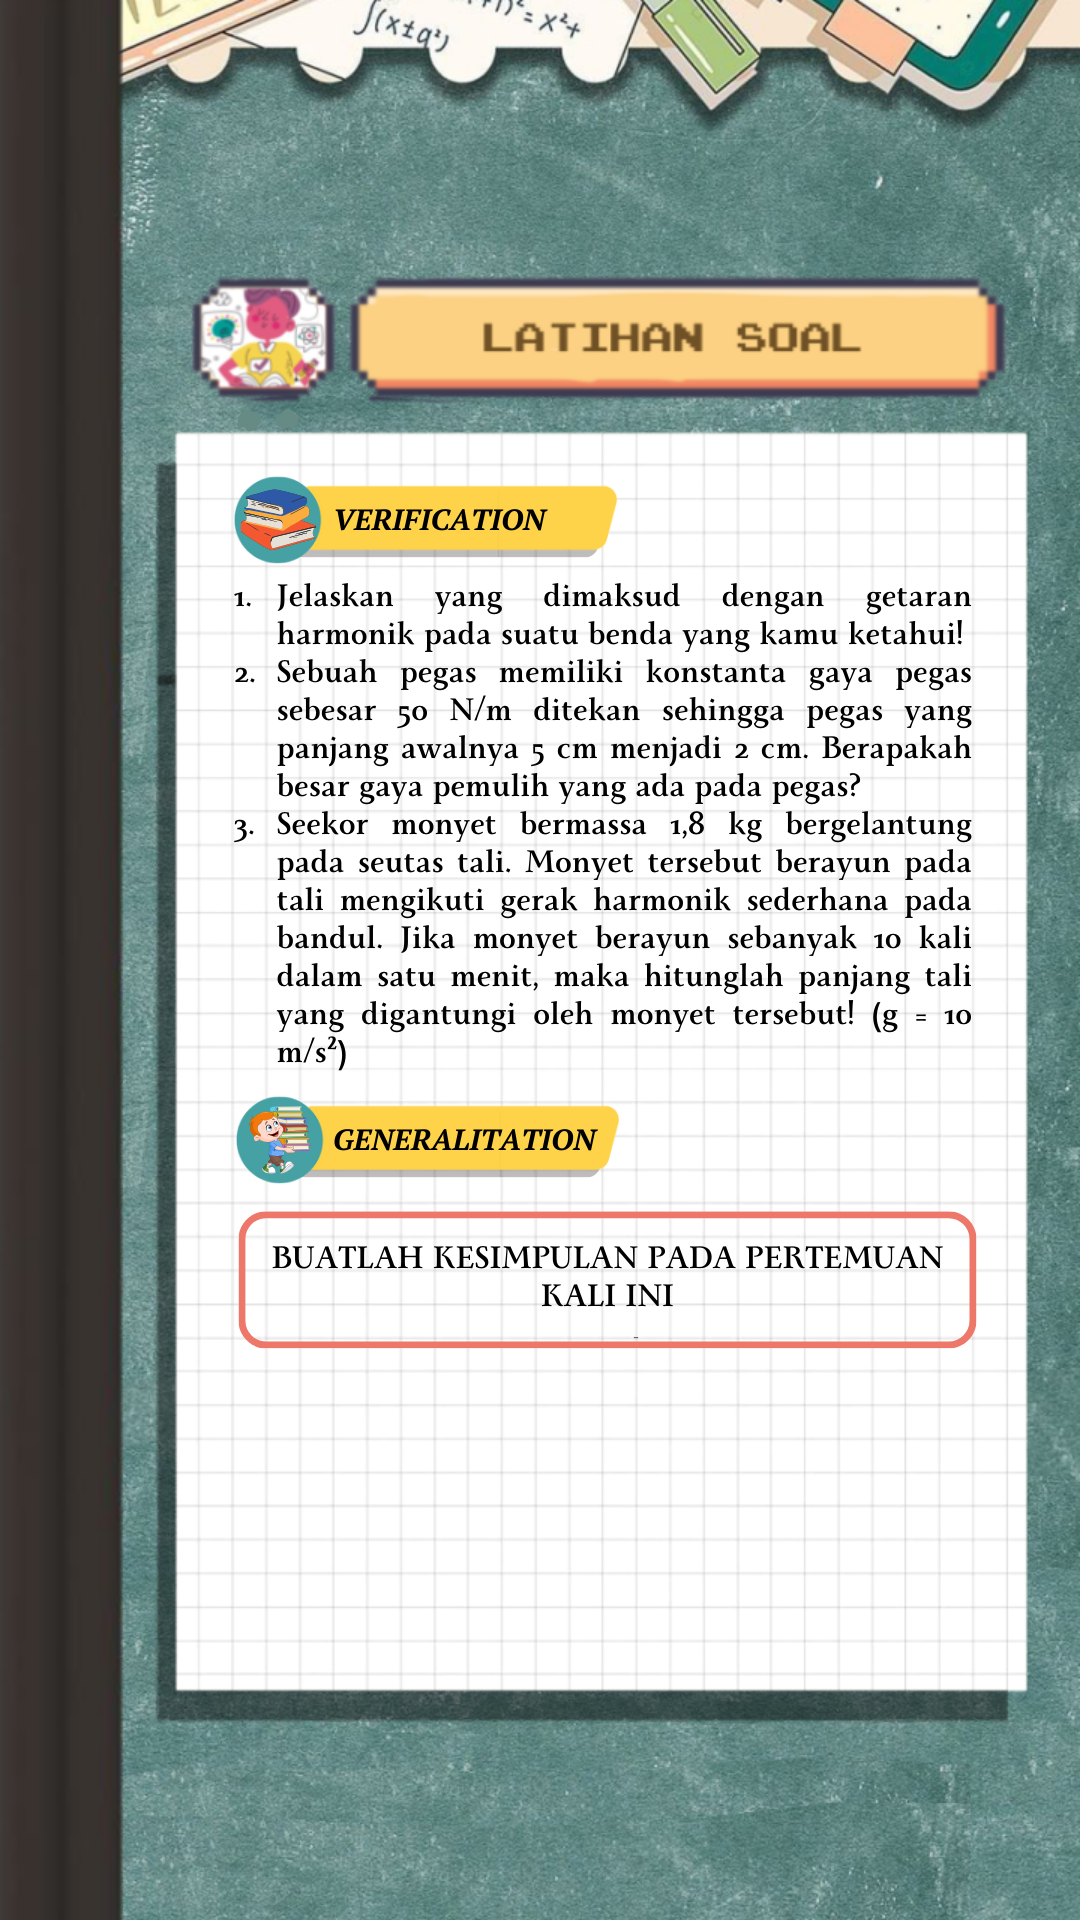 ∫(x±a²)
)²= x²+
LATIHAN SOAL
VERIFICATION
1. Jelaskan yang dimaksud dengan getaran
harmonik pada suatu benda yang kamu ketahui!
2. Sebuah pegas memiliki konstanta gaya pegas
sebesar 50 N/m ditekan sehingga pegas yang
panjang awalnya 5 cm menjadi 2 cm. Berapakah
besar gaya pemulih yang ada pada pegas?
3. Seekor monyet bermassa 1,8 kg bergelantung
pada seutas tali. Monyet tersebut berayun pada
tali mengikuti gerak harmonik sederhana pada
bandul. Jika monyet berayun sebanyak 10 kali
dalam satu menit, maka hitunglah panjang tali
yang digantungi oleh monyet tersebut! (g = 10
m/s²)
GENERALITATION
BUATLAH KESIMPULAN PADA PERTEMUAN
KALI INI
-